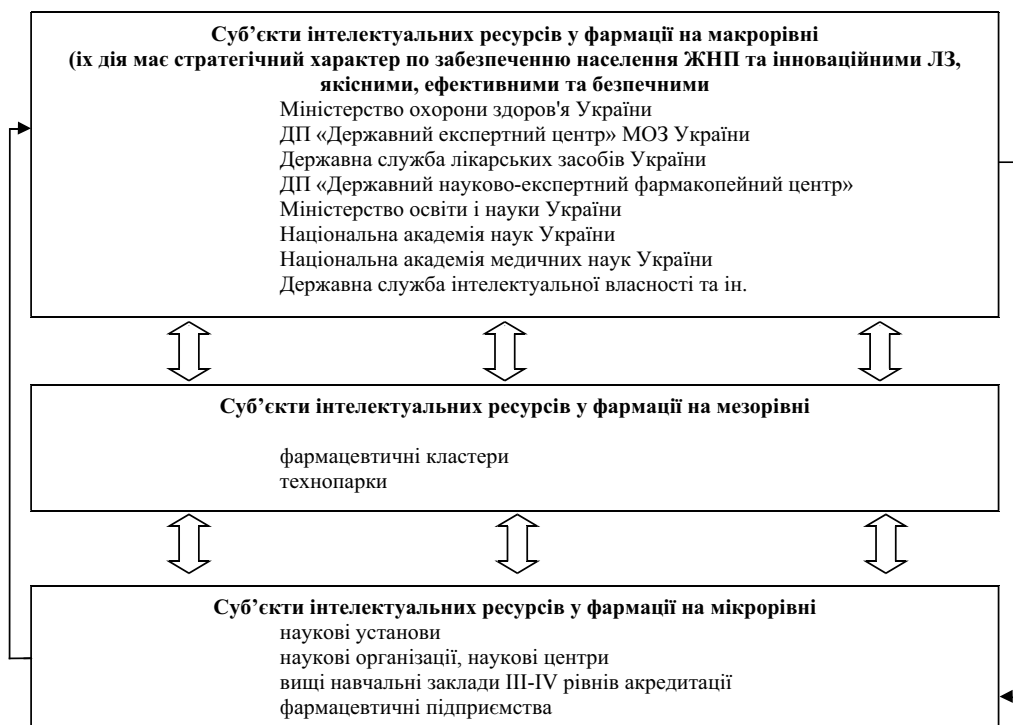 Суб’єкти інтелектуальних ресурсів у фармації на макрорівні
(їх дія має стратегічний характер по забезпеченню населення ЖНП та інноваційними ЛЗ,
якісними, ефективними та безпечними
Міністерство охорони здоров'я України
ДП «Державний експертний центр» МОЗ України
Державна служба лікарських засобів України
ДП «Державний науково-експертний фармакопейний центр»
Міністерство освіти і науки України
Національна академія наук України
Національна академія медичних наук України
Державна служба інтелектуальної власності та ін.
Суб’єкти інтелектуальних ресурсів у фармації на мезорівні
фармацевтичні кластери
технопарки
Суб’єкти інтелектуальних ресурсів у фармації на мікрорівні
наукові установи
наукові організації, наукові центри
вищі навчальні заклади III-IV рівнів акредитації
фармацевтичні підприємства